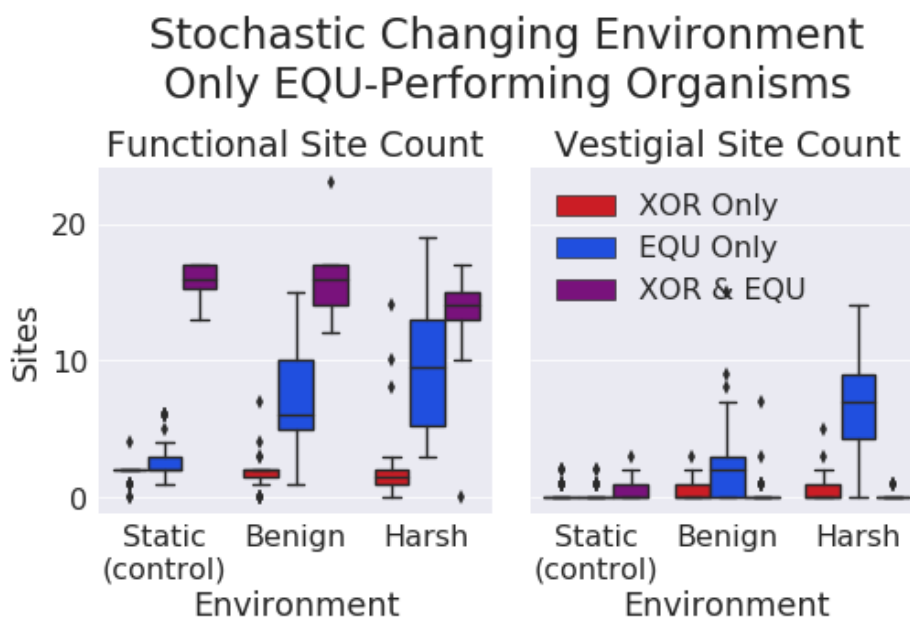 Stochastic Changing Environment
Only EQU-Performing Organisms
Functional Site Count
Vestigial Site Count
XOR Only
EQU Only
XOR & EQU
Sites
20
10
0
Static
(control)
Benign
Harsh
Environment
Static
(control)
Benign
Harsh
Environment